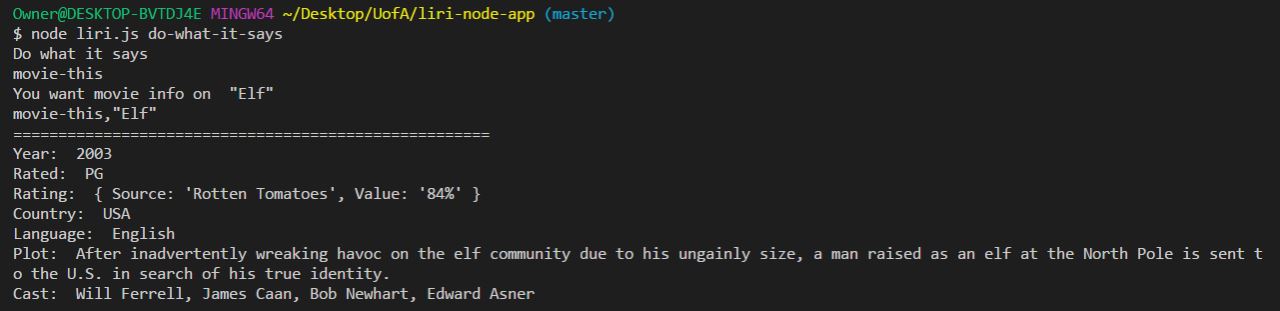 Owner@DESKTOP-BVTDJ4E MINGW64 ~/Desktop/UofA/liri-node-app (master)
$ node liri.js do-what-it-says
Do what it says
movie-this
You want movie info on  "Elf"
movie-this,"Elf"
=====================================================
Year:  2003
Rated:  PG
Rating:  { Source: 'Rotten Tomatoes', Value: '84%' }
Country:  USA
Language:  English
Plot:  After inadvertently wreaking havoc on the elf community due to his ungainly size, a man raised as an elf at the North Pole is sent t
o the U.S. in search of his true identity.
Cast:  Will Ferrell, James Caan, Bob Newhart, Edward Asner